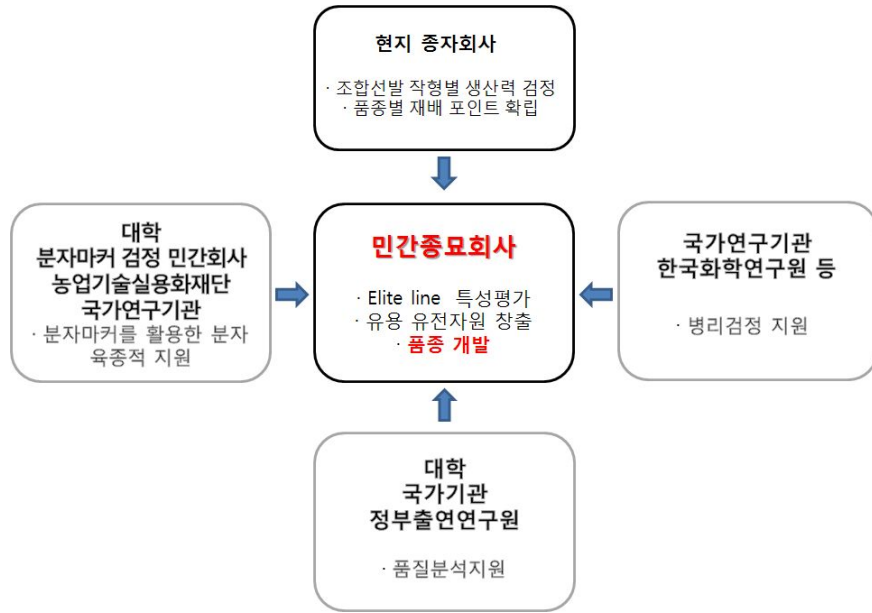 현지 종자회사
· 조합선발 작형별 생산력 검정
· 품종별 재배 포인트 확립
대학
분자마커 검정 민간회사
농업기술실용화재단
국가연구기관
· 분자마커를 활용한 분자
육종적 지원
민간종묘회사
· Elite line 특성평가
· 유용 유전자원 창출
· 품종 개발
국가연구기관
한국화학연구원 등
· 병리검정 지원
대학
국가기관
정부출연연구원
· 품질분석지원